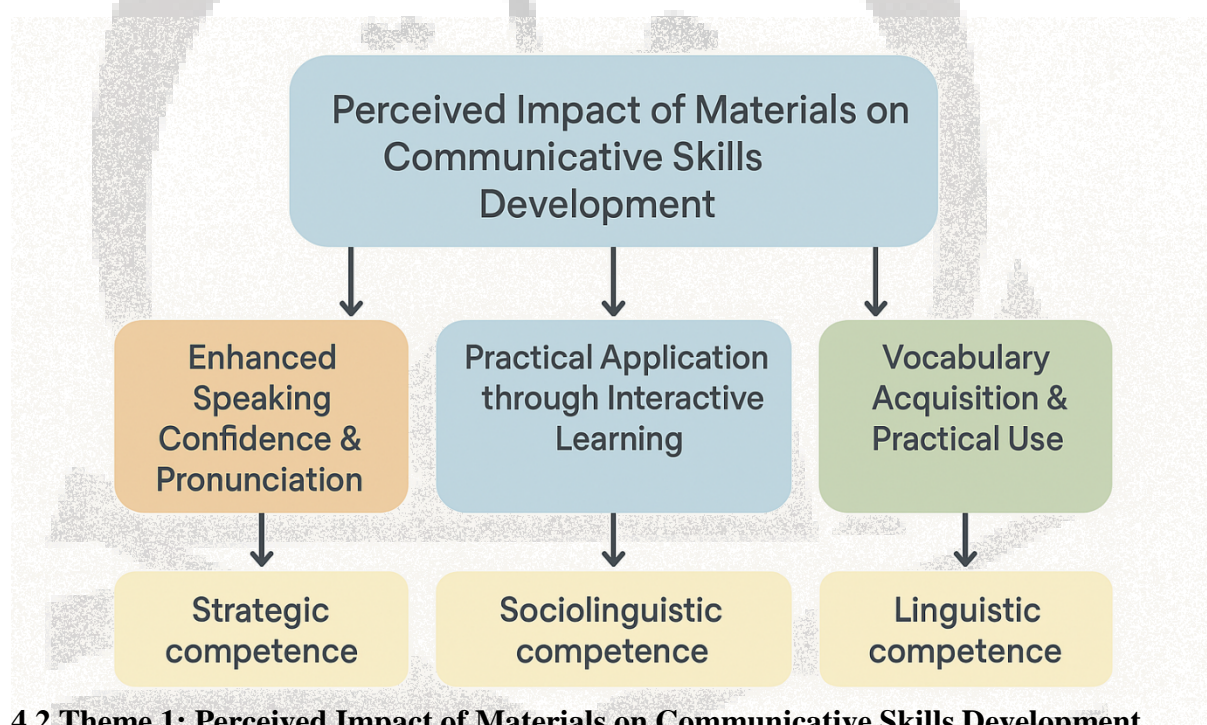 Perceived Impact of Materials on
Communicative Skills
Development
Enhanced
Speaking
Confidence &
Pronunciation
Practical Application
through Interactive
Learning
Vocabulary
Acquisition &
Practical Use
Strategic
competence
Sociolinguistic
competence
Linguistic
competence
4.2 Theme 1: Perceived Impact of Materials on Communicative Skills Development